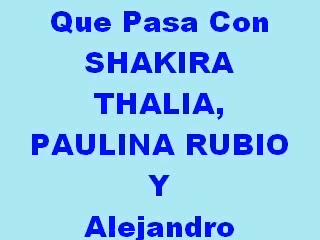 Que Pasa Con
SHAKIRA
THALIA,
PAULINA RUBIO
Y
Alejandro